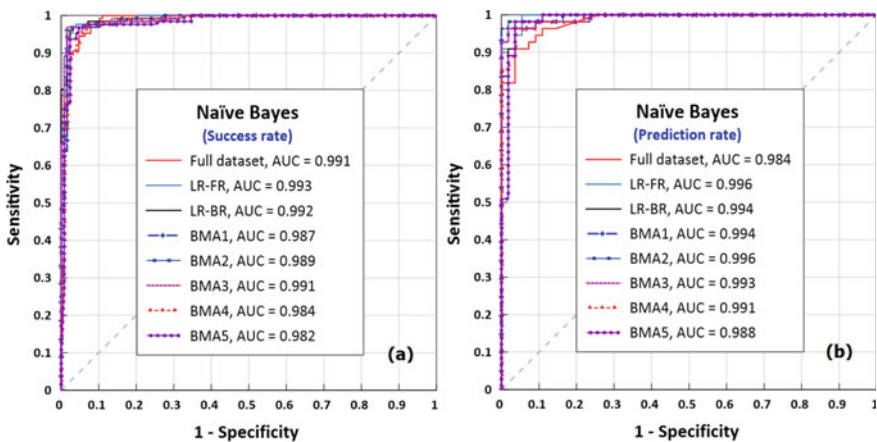 1
0.9
0.8
0.7
0.6
0.5
0.4
0.3
0.2
0.1
0
Sensitivity
Naïve Bayes
(Success rate)
Full dataset, AUC = 0.991
LR-FR, AUC = 0.993
LR-BR, AUC = 0.992
BMA1, AUC = 0.987
BMA2, AUC = 0.989
BMA3, AUC = 0.991
BMA4, AUC = 0.984
BMA5, AUC = 0.982
(a)
0 0.1 0.2 0.3 0.4 0.5 0.6 0.7 0.8 0.9 1
1 - Specificity
1
0.9
0.8
0.7
0.6
0.5
0.4
0.3
0.2
0.1
0
Sensitivity
Naïve Bayes
(Prediction rate)
Full dataset, AUC = 0.984
LR-FR, AUC = 0.996
LR-BR, AUC = 0.994
BMA1, AUC = 0.994
BMA2, AUC = 0.996
BMA3, AUC = 0.993
BMA4, AUC = 0.991
BMA5, AUC = 0.988
(b)
0 0.1 0.2 0.3 0.4 0.5 0.6 0.7 0.8 0.9 1
1 - Specificity